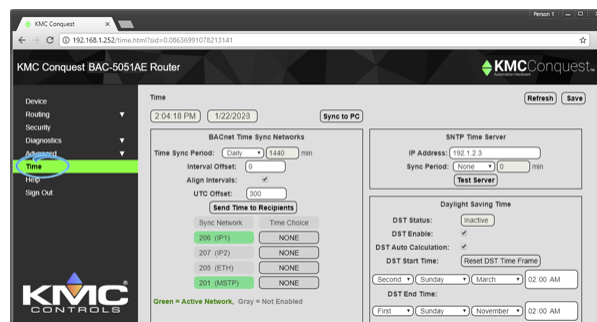 Person 1
KMC Conquest
192.168.1.252/time.html?sid=0.08636991078213141
KMC Conquest BAC-5051AE Router
KMCConquest
Automation Hardware
Device
Routing
Security
Diagnostics
Advanced
Time
Help
Sign Out
KMC
CONTROLS
Time
Refresh Save
2:04:18 PM 1/22/2023 Sync to PC
BACnet Time Sync Networks
Time Sync Period: Daily 1440 min
Interval Offset: 0
Align Intervals:
UTC Offset: 300
Send Time to Recipients
Sync Network Time Choice
206 (IP1) NONE
207 (IP2) NONE
205 (ETH) NONE
201 (MSTP) NONE
Green = Active Network, Gray = Not Enabled
SNTP Time Server
IP Address: 192.1.2.3
Sync Period: None 0 min
Test Server
Daylight Saving Time
DST Status: Inactive
DST Enable:
DST Auto Calculation:
DST Start Time: Reset DST Time Frame
Second Sunday March 02:00 AM
DST End Time:
First Sunday November 02:00 AM